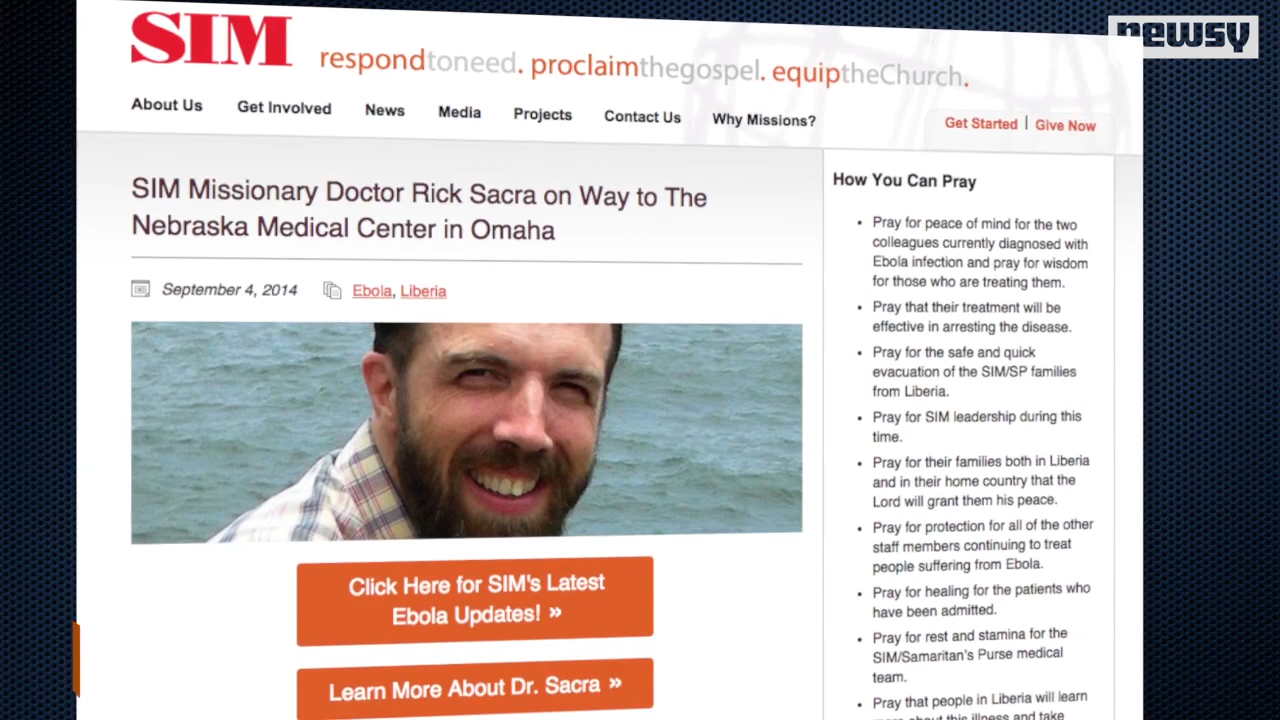 newsy
SIM
respondtoneed. proclaimthegospel. equiptheChurch.
About Us Get Involved News Media Projects Contact Us Why Missions?
Get Started | Give Now
SIM Missionary Doctor Rick Sacra on Way to The
Nebraska Medical Center in Omaha
September 4, 2014 Ebola, Liberia
Click Here for SIM's Latest
Ebola Updates! »
Learn More About Dr. Sacra »
How You Can Pray
• Pray for peace of mind for the two
colleagues currently diagnosed with
Ebola infection and pray for wisdom
for those who are treating them.
• Pray that their treatment will be
effective in arresting the disease.
• Pray for the safe and quick
evacuation of the SIM/SP families
from Liberia.
• Pray for SIM leadership during this
time.
• Pray for their families both in Liberia
and in their home country that the
Lord will grant them his peace.
• Pray for protection for all of the other
staff members continuing to treat
people suffering from Ebola.
• Pray for healing for the patients who
have been admitted.
• Pray for rest and stamina for the
SIM/Samaritan's Purse medical
team.
• Pray that people in Liberia will learn
more about this illness and take